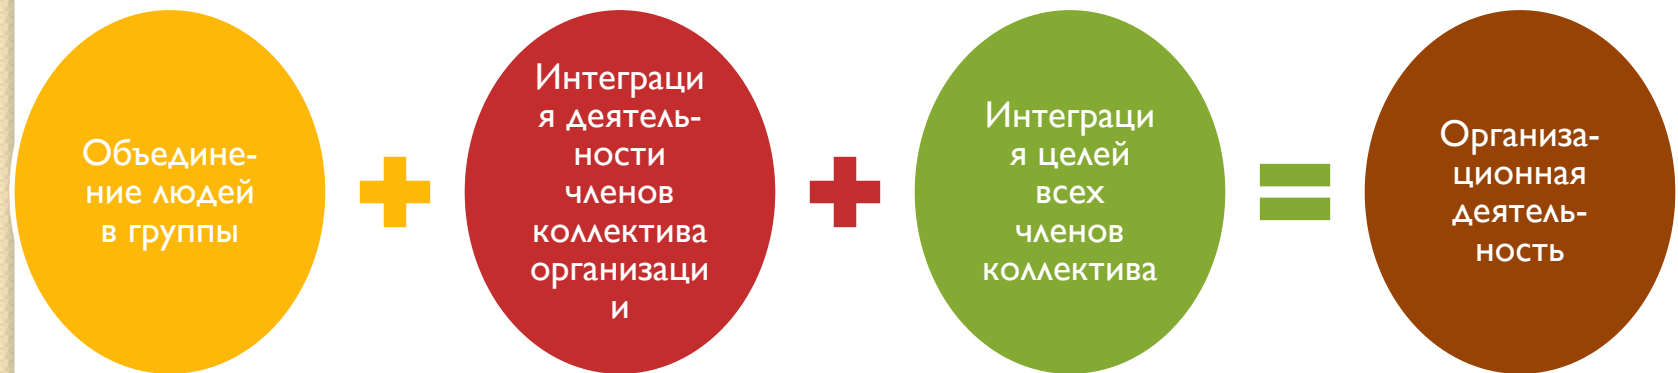 Объедине-
ние людей
в группы
Интеграци
я деятель-
ности
членов
коллектива
организаци
и
Интеграци
я целей
всех
членов
коллектива
Организа-
ционная
деятель-
ность